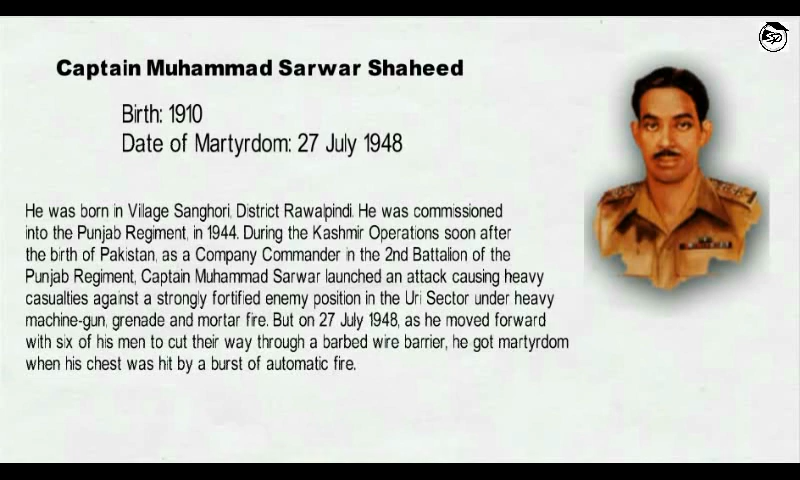 Captain Muhammad Sarwar Shaheed
Birth: 1910
Date of Martyrdom: 27 July 1948
He was born in Village Sanghori, District Rawalpindi. He was commissioned
into the Punjab Regiment, in 1944. During the Kashmir Operations soon after
the birth of Pakistan, as a Company Commander in the 2nd Battalion of the
Punjab Regiment, Captain Muhammad Sarwar launched an attack causing heavy
casualties against a strongly fortified enemy position in the Uri Sector under heavy
machine-gun, grenade and mortar fire. But on 27 July 1948, as he moved forward
with six of his men to cut their way through a barbed wire barrier, he got martyrdom
when his chest was hit by a burst of automatic fire.